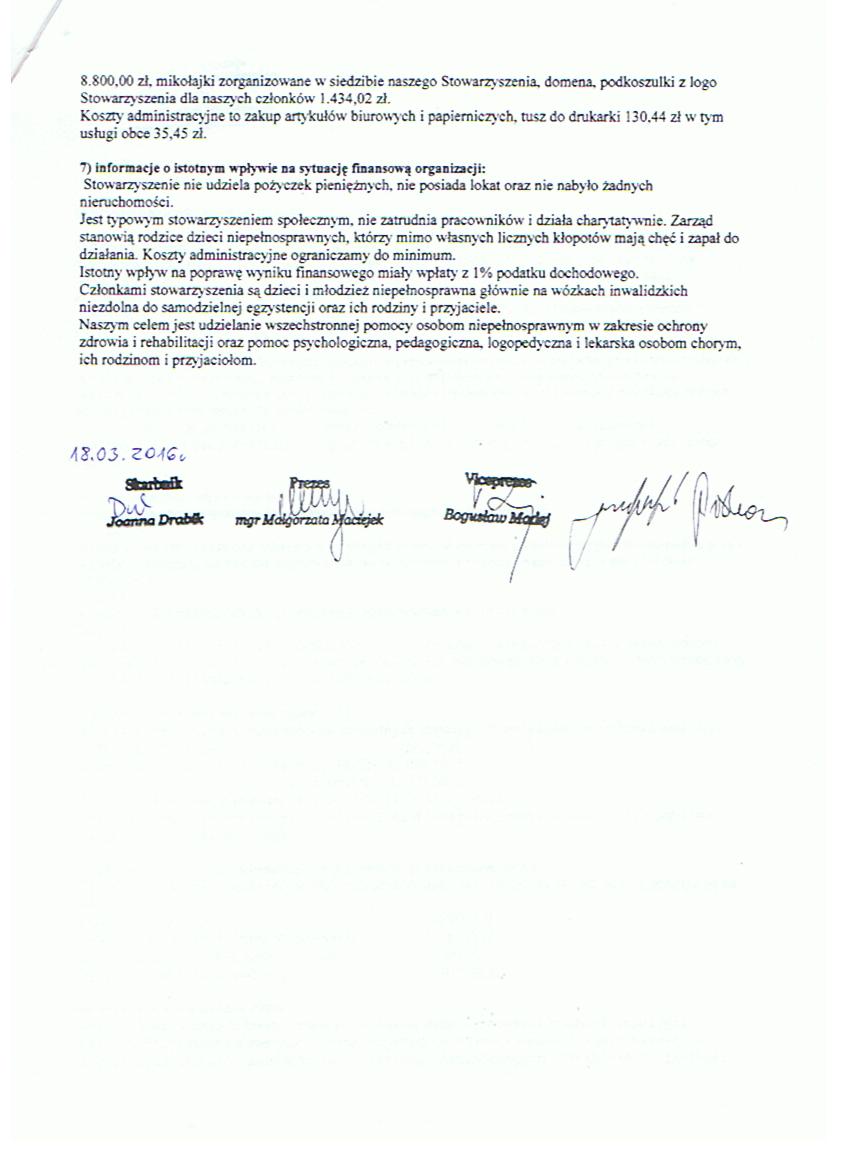 8.800,00 zł, mikołajki zorganizowane w siedzibie naszego Stowarzyszenia, domena, podkoszulki z logo
Stowarzyszenia dla naszych członków 1.434,02 zł.
Koszty administracyjne to zakup artykułów biurowych i papierniczych, tusz do drukarki 130,44 zł w tym
usługi obce 35,45 zł.
7) informacje o istotnym wpływie na sytuację finansową organizacji:
Stowarzyszenie nie udziela pożyczek pieniężnych, nie posiada lokat oraz nie nabyło żadnych
nieruchomości.
Jest typowym stowarzyszeniem społecznym, nie zatrudnia pracowników i działa charytatywnie. Zarząd
stanowią rodzice dzieci niepełnosprawnych, którzy mimo własnych licznych kłopotów mają chęć i zapał do
działania. Koszty administracyjne ograniczamy do minimum.
Istotny wpływ na poprawę wyniku finansowego miały wpłaty z 1% podatku dochodowego.
Członkami stowarzyszenia są dzieci i młodzież niepełnosprawna głównie na wózkach inwalidzkich
niezdolna do samodzielnej egzystencji oraz ich rodziny i przyjaciele.
Naszym celem jest udzielanie wszechstronnej pomocy osobom niepełnosprawnym w zakresie ochrony
zdrowia i rehabilitacji oraz pomoc psychologiczna, pedagogiczna, logopedyczna i lekarska osobom chorym,
ich rodzinom i przyjaciołom.
18.03.2016r
Skarbnik Prezes Viceprezes
Joanna Drabik mgr Małgorzata Maciejek Bogusław Maciej